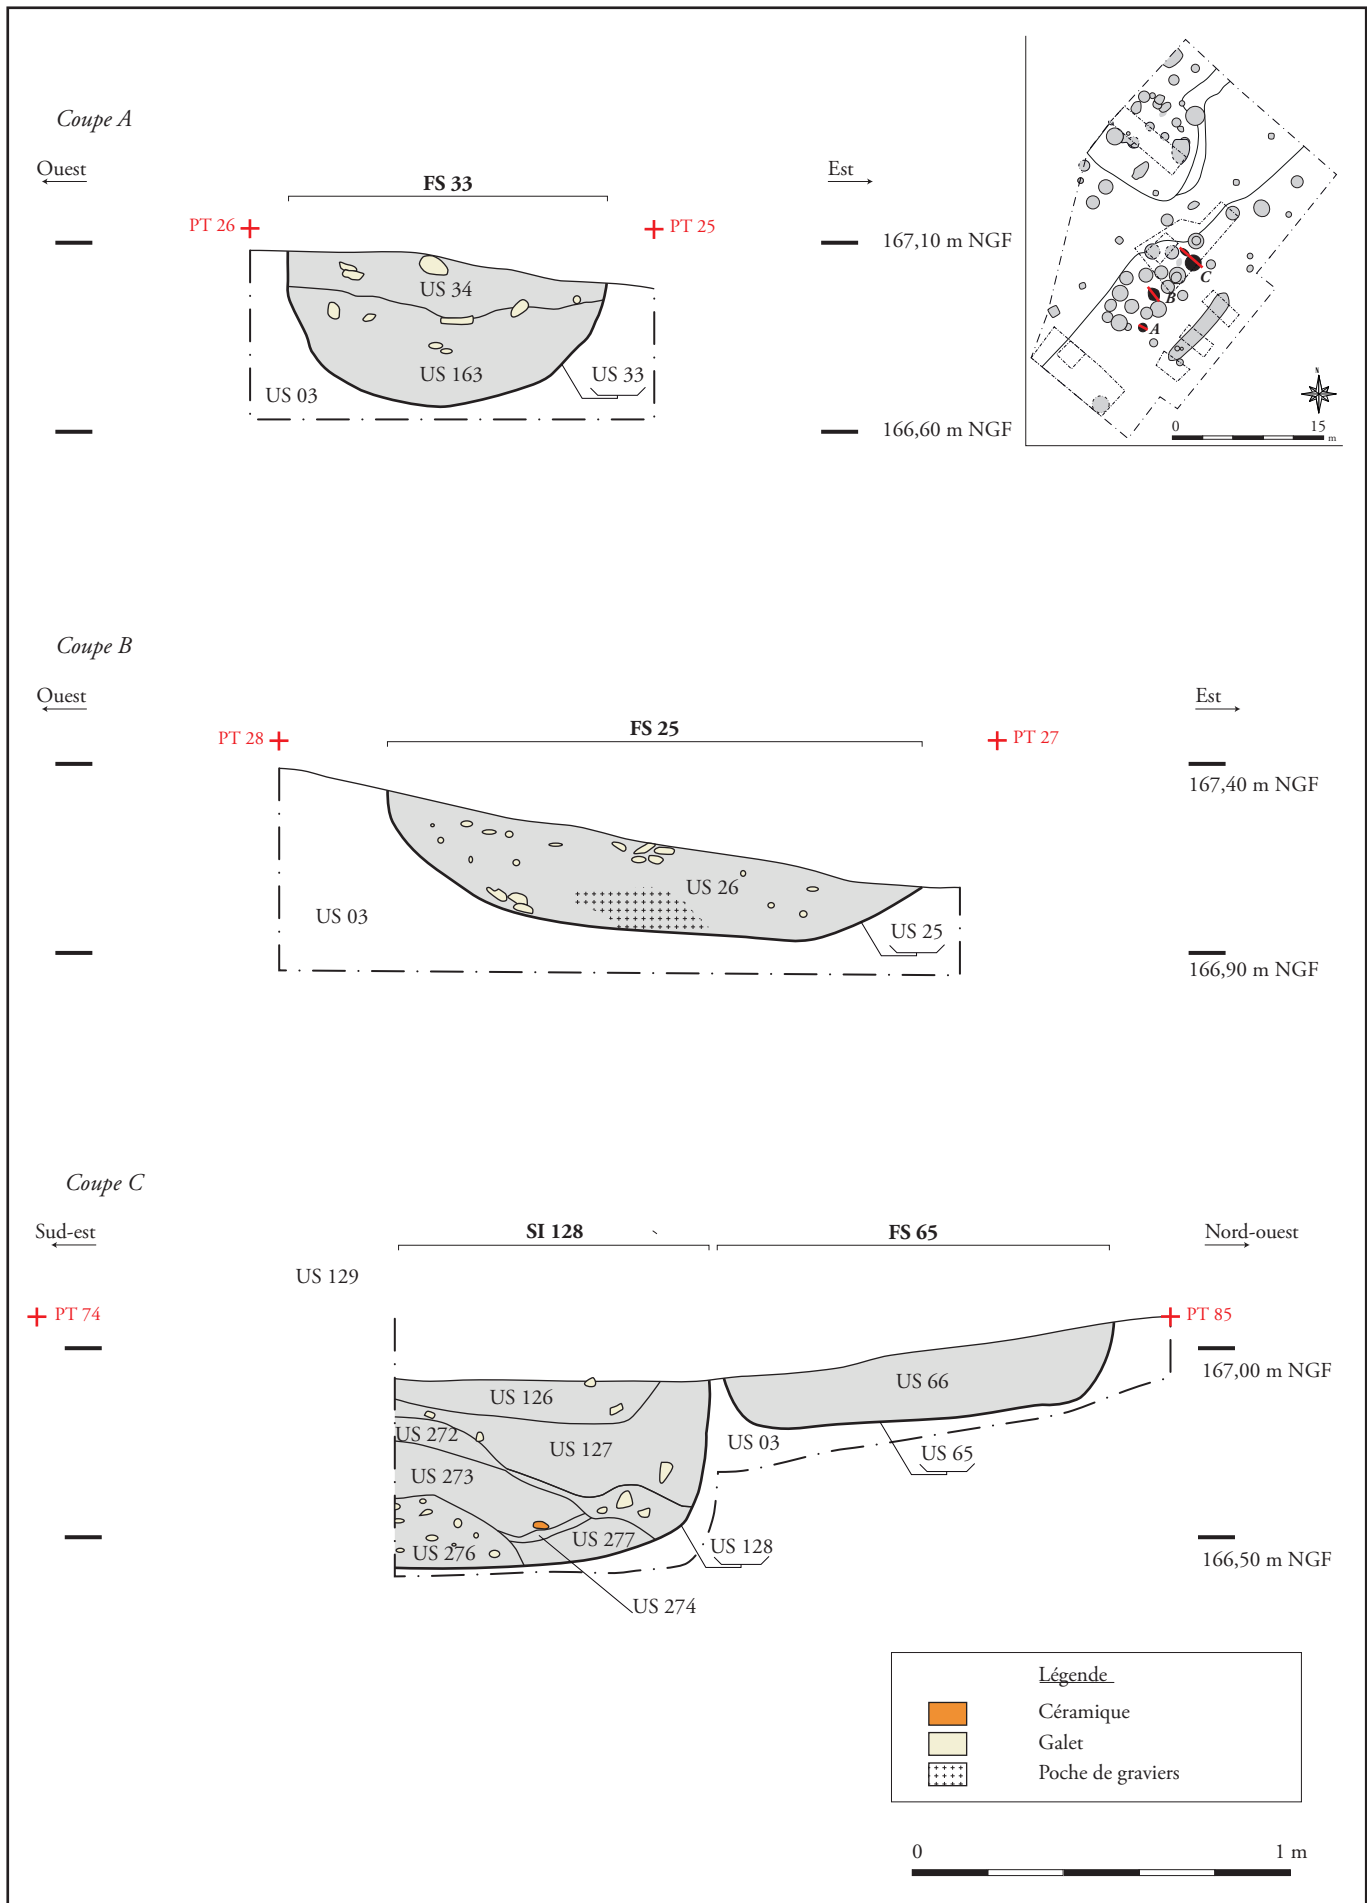 Coupe A
Ouest
Est
FS 33
PT 26
PT 25
167,10 m NGF
US 34
US 163
US 33
US 03
166,60 m NGF
C
B
A
N
0 15
m
Coupe B
Ouest
Est
FS 25
PT 28
PT 27
167,40 m NGF
US 26
US 03
US 25
166,90 m NGF
Coupe C
Sud-est
SI 128
FS 65
Nord-ouest
US 129
PT 74
PT 85
167,00 m NGF
US 66
US 126
US 272
US 127
US 03
US 65
US 273
US 276
US 277
US 128
166,50 m NGF
US 274
Légende
Céramique
Galet
Poche de graviers
0 1 m